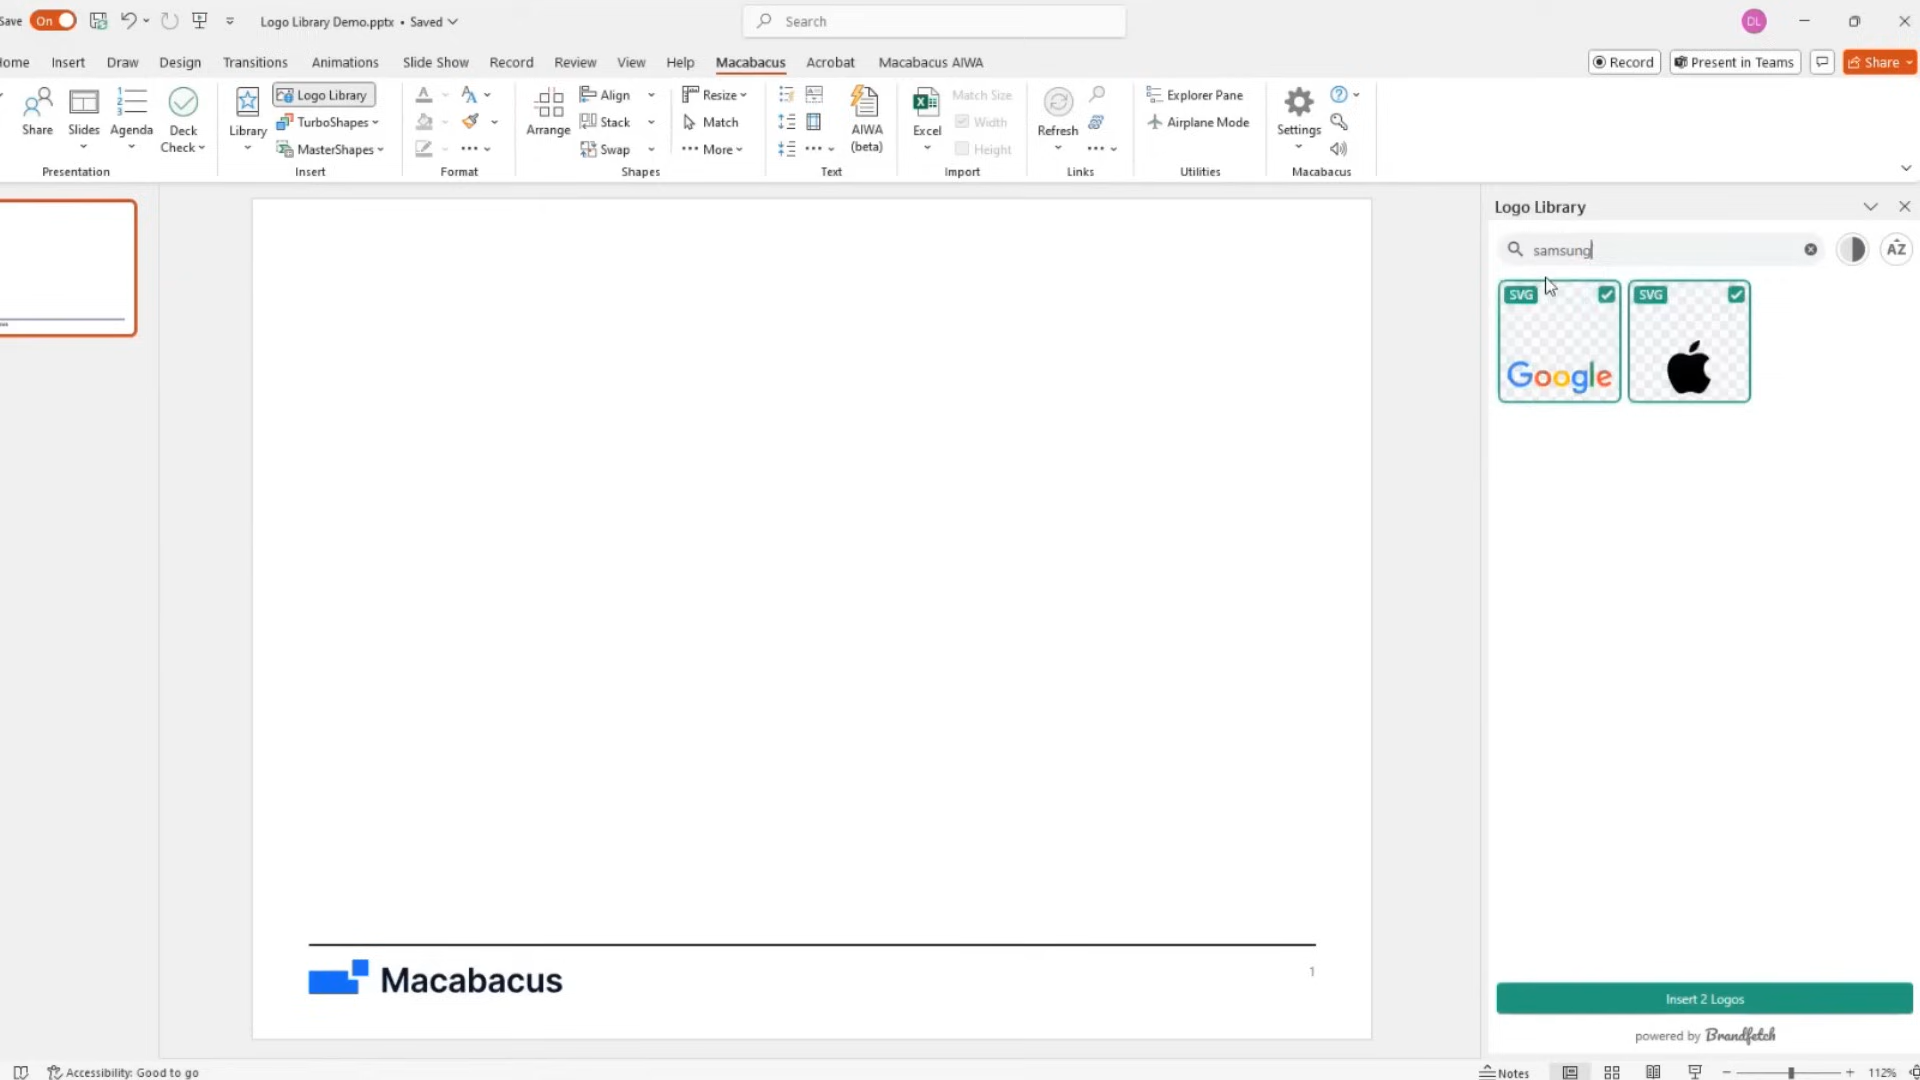 Save On Logo Library Demo.pptx • Saved Search DL
Home Insert Draw Design Transitions Animations Slide Show Record Review View Help Macabacus Acrobat Macabacus AIWA Record Present in Teams Share
Share Slides Agenda Deck Check
Presentation
Library
Logo Library
TurboShapes
MasterShapes
Insert
A A
Format
Arrange
Align
Stack
Swap
Resize
Match
More
Shapes
AIWA (beta)
Text
Excel
Match Size
Width
Height
Import
Refresh
Links
Explorer Pane
Airplane Mode
Utilities
Settings
Macabacus
Logo Library
samsung
AZ
SVG SVG
Google
Macabacus
1
Insert 2 Logos
powered by Brandfetch
Accessibility: Good to go Notes 112%